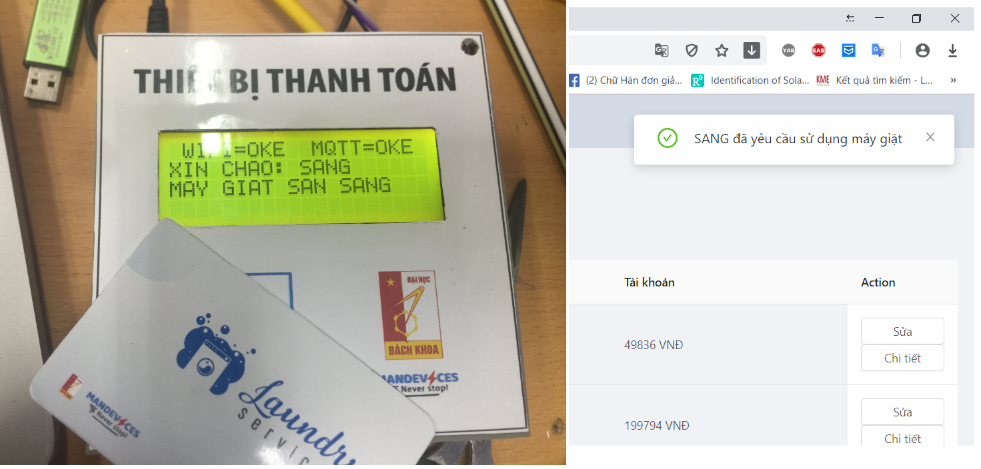 THIẾT BỊ THANH TOÁN
WIFI=OKE MQTT=OKE
XIN CHAO: SANG
MAY GIAT SAN SANG
ĐẠI HỌC
BÁCH KHOA
MANDEVICES
Never stop!
MANDEVICES
Never stop!
Laundry
servic
(2) Chữ Hán đơn giả...
Identification of Sola...
KME Kết quả tìm kiếm - L...
»
SANG đã yêu cầu sử dụng máy giặt
Tài khoản Action
49836 VNĐ Sửa
Chi tiết
199794 VNĐ Sửa
Chi tiết